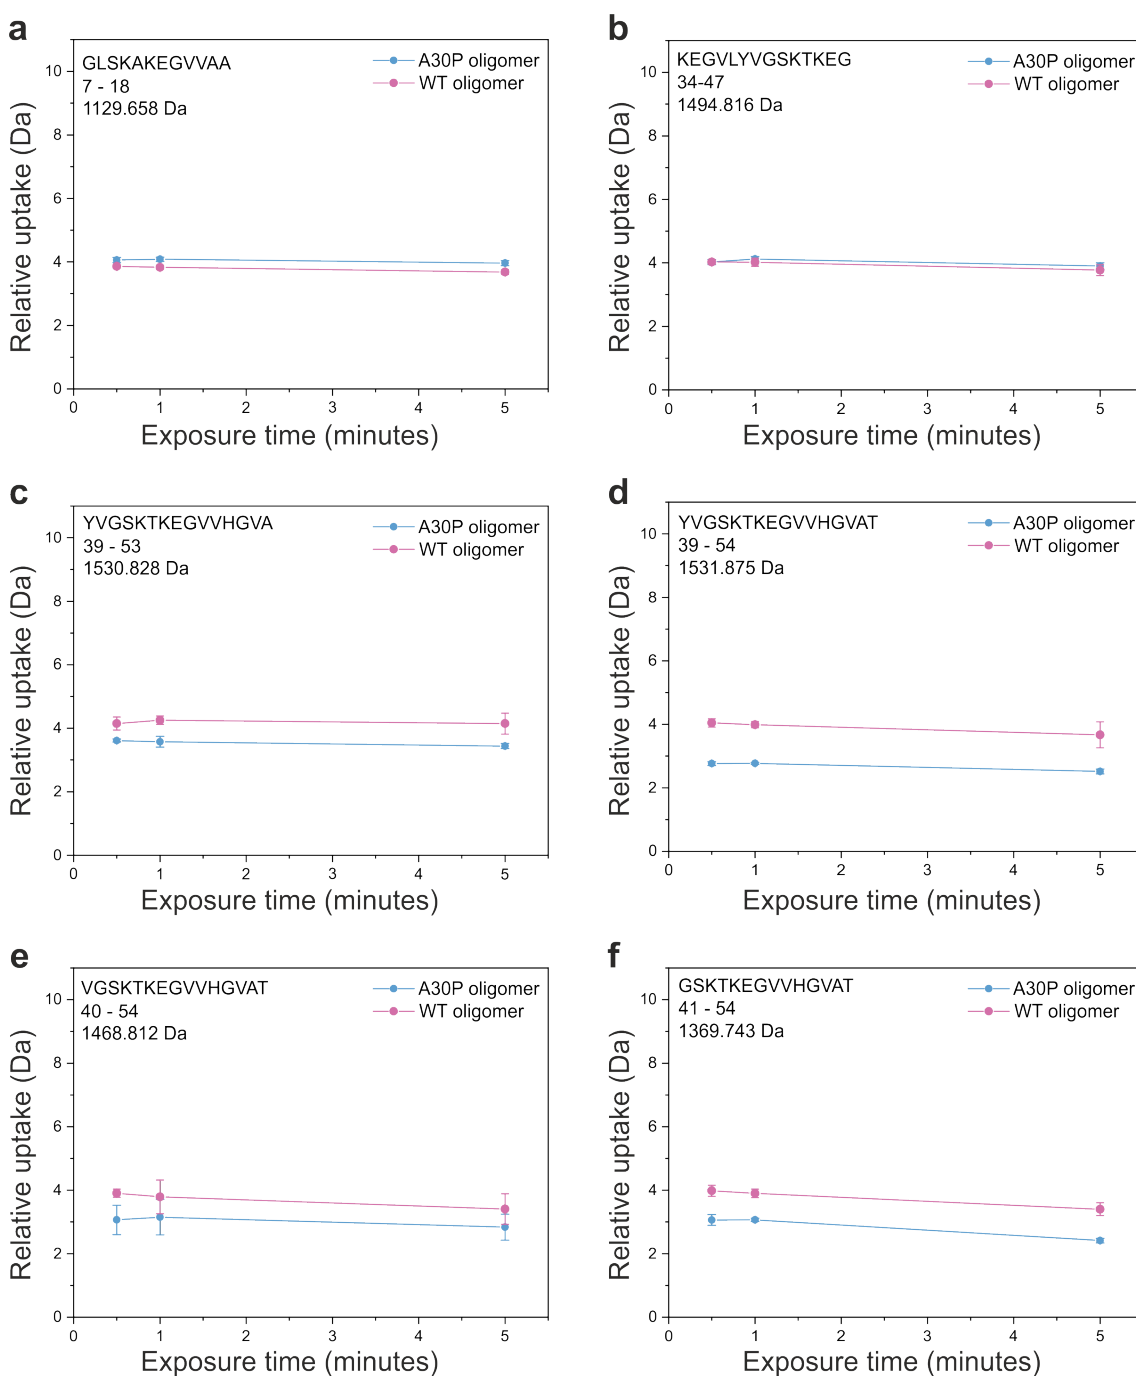 a
GLSKAKEGVVAA
7 - 18
1129.658 Da
A30P oligomer
WT oligomer
10
8
6
4
2
0
0 1 2 3 4 5
Relative uptake (Da)
Exposure time (minutes)
b
KEGVLYVGSKTKEG
34-47
1494.816 Da
A30P oligomer
WT oligomer
10
8
6
4
2
0
0 1 2 3 4 5
Relative uptake (Da)
Exposure time (minutes)
c
YVGSKTKEGVVHGVA
39 - 53
1530.828 Da
A30P oligomer
WT oligomer
10
8
6
4
2
0
0 1 2 3 4 5
Relative uptake (Da)
Exposure time (minutes)
d
YVGSKTKEGVVHGVAT
39 - 54
1531.875 Da
A30P oligomer
WT oligomer
10
8
6
4
2
0
0 1 2 3 4 5
Relative uptake (Da)
Exposure time (minutes)
e
VGSKTKEGVVHGVAT
40 - 54
1468.812 Da
A30P oligomer
WT oligomer
10
8
6
4
2
0
0 1 2 3 4 5
Relative uptake (Da)
Exposure time (minutes)
f
GSKTKEGVVHGVAT
41 - 54
1369.743 Da
A30P oligomer
WT oligomer
10
8
6
4
2
0
0 1 2 3 4 5
Relative uptake (Da)
Exposure time (minutes)